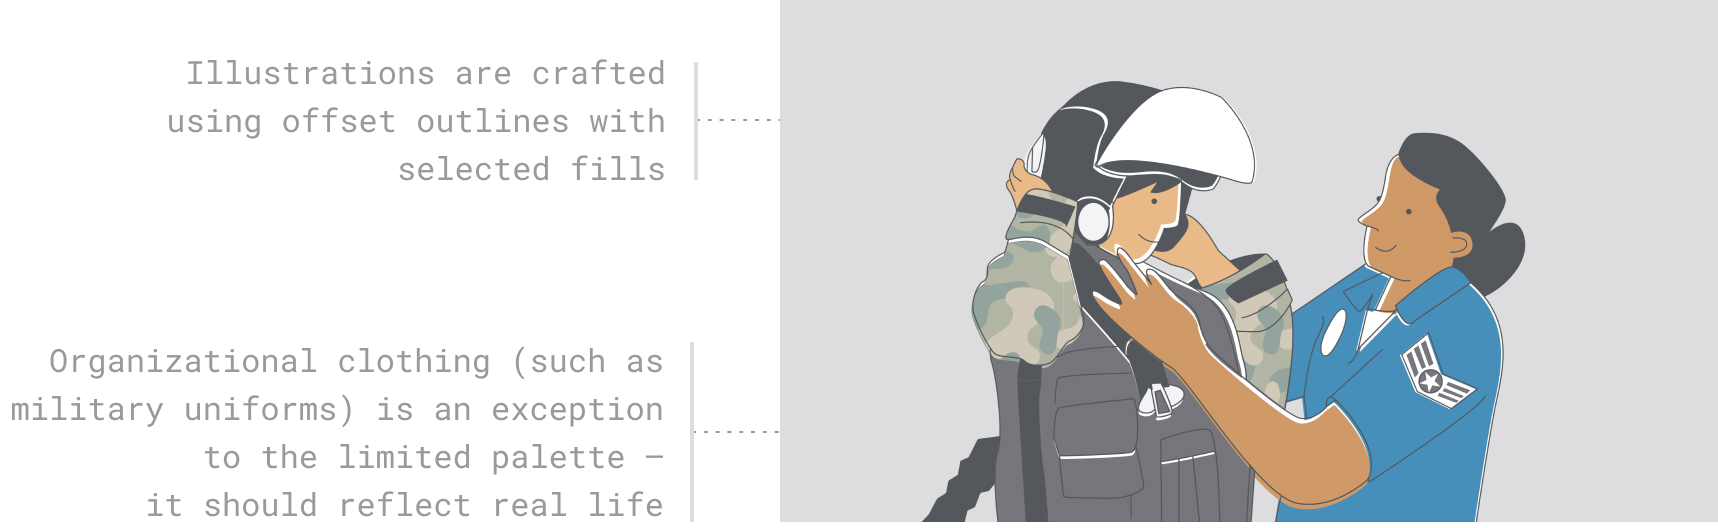 Illustrations are crafted
using offset outlines with
selected fills
Organizational clothing (such as
military uniforms) is an exception
to the limited palette —
it should reflect real life